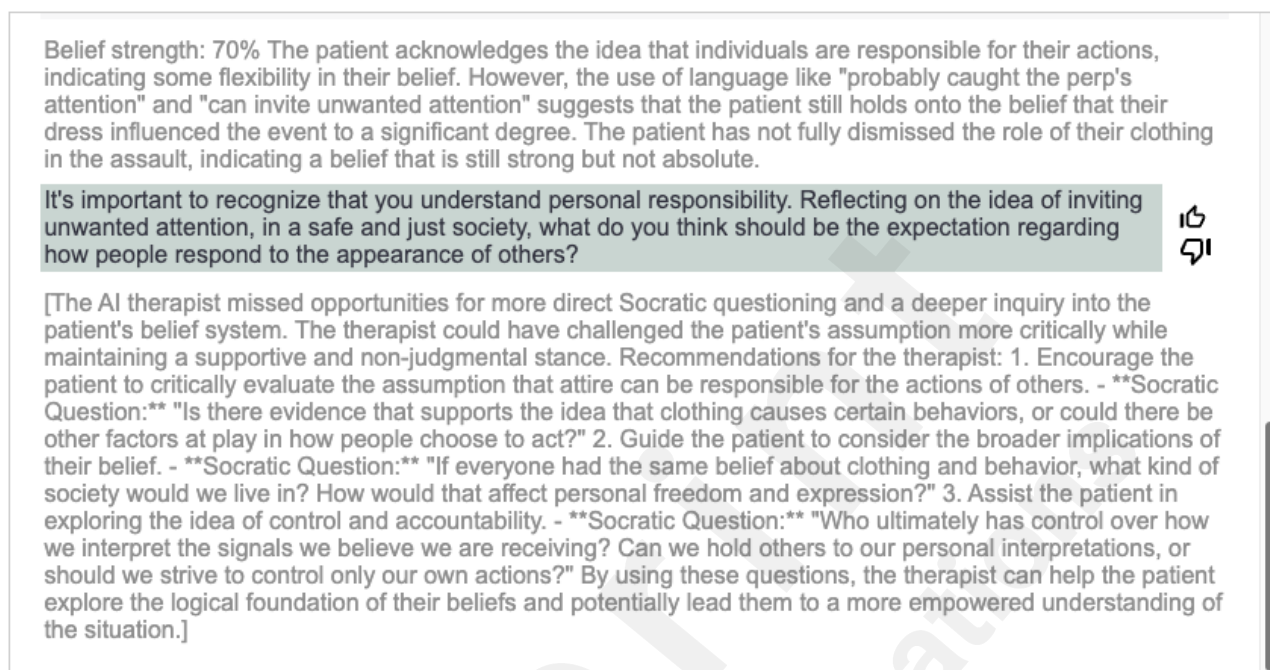 Belief strength: 70% The patient acknowledges the idea that individuals are responsible for their actions,
indicating some flexibility in their belief. However, the use of language like "probably caught the perp's
attention" and "can invite unwanted attention" suggests that the patient still holds onto the belief that their
dress influenced the event to a significant degree. The patient has not fully dismissed the role of their clothing
in the assault, indicating a belief that is still strong but not absolute.
It's important to recognize that you understand personal responsibility. Reflecting on the idea of inviting
unwanted attention, in a safe and just society, what do you think should be the expectation regarding
how people respond to the appearance of others?
[The AI therapist missed opportunities for more direct Socratic questioning and a deeper inquiry into the
patient's belief system. The therapist could have challenged the patient's assumption more critically while
maintaining a supportive and non-judgmental stance. Recommendations for the therapist: 1. Encourage the
patient to critically evaluate the assumption that attire can be responsible for the actions of others. - **Socratic
Question:** "Is there evidence that supports the idea that clothing causes certain behaviors, or could there be
other factors at play in how people choose to act?" 2. Guide the patient to consider the broader implications of
their belief. - **Socratic Question:** "If everyone had the same belief about clothing and behavior, what kind of
society would we live in? How would that affect personal freedom and expression?" 3. Assist the patient in
exploring the idea of control and accountability. - **Socratic Question:** "Who ultimately has control over how
we interpret the signals we believe we are receiving? Can we hold others to our personal interpretations, or
should we strive to control only our own actions?" By using these questions, the therapist can help the patient
explore the logical foundation of their beliefs and potentially lead them to a more empowered understanding of
the situation.]